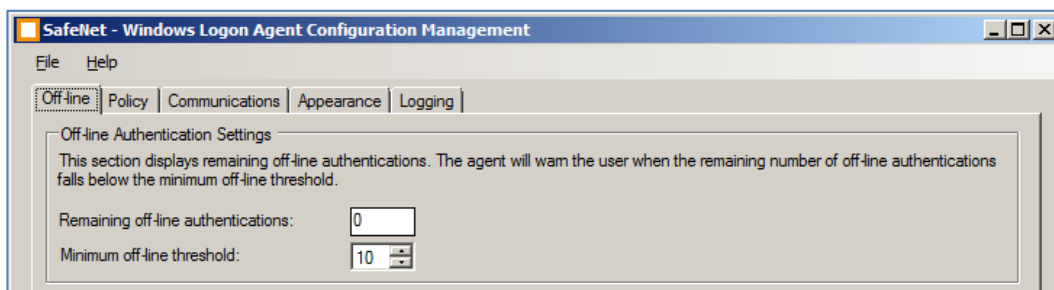 SafeNet - Windows Logon Agent Configuration Management
File Help
Off-line Policy Communications Appearance Logging
Off-line Authentication Settings
This section displays remaining off-line authentications. The agent will warn the user when the remaining number of off-line authentications
falls below the minimum off-line threshold.
Remaining off-line authentications: 0
Minimum off-line threshold: 10